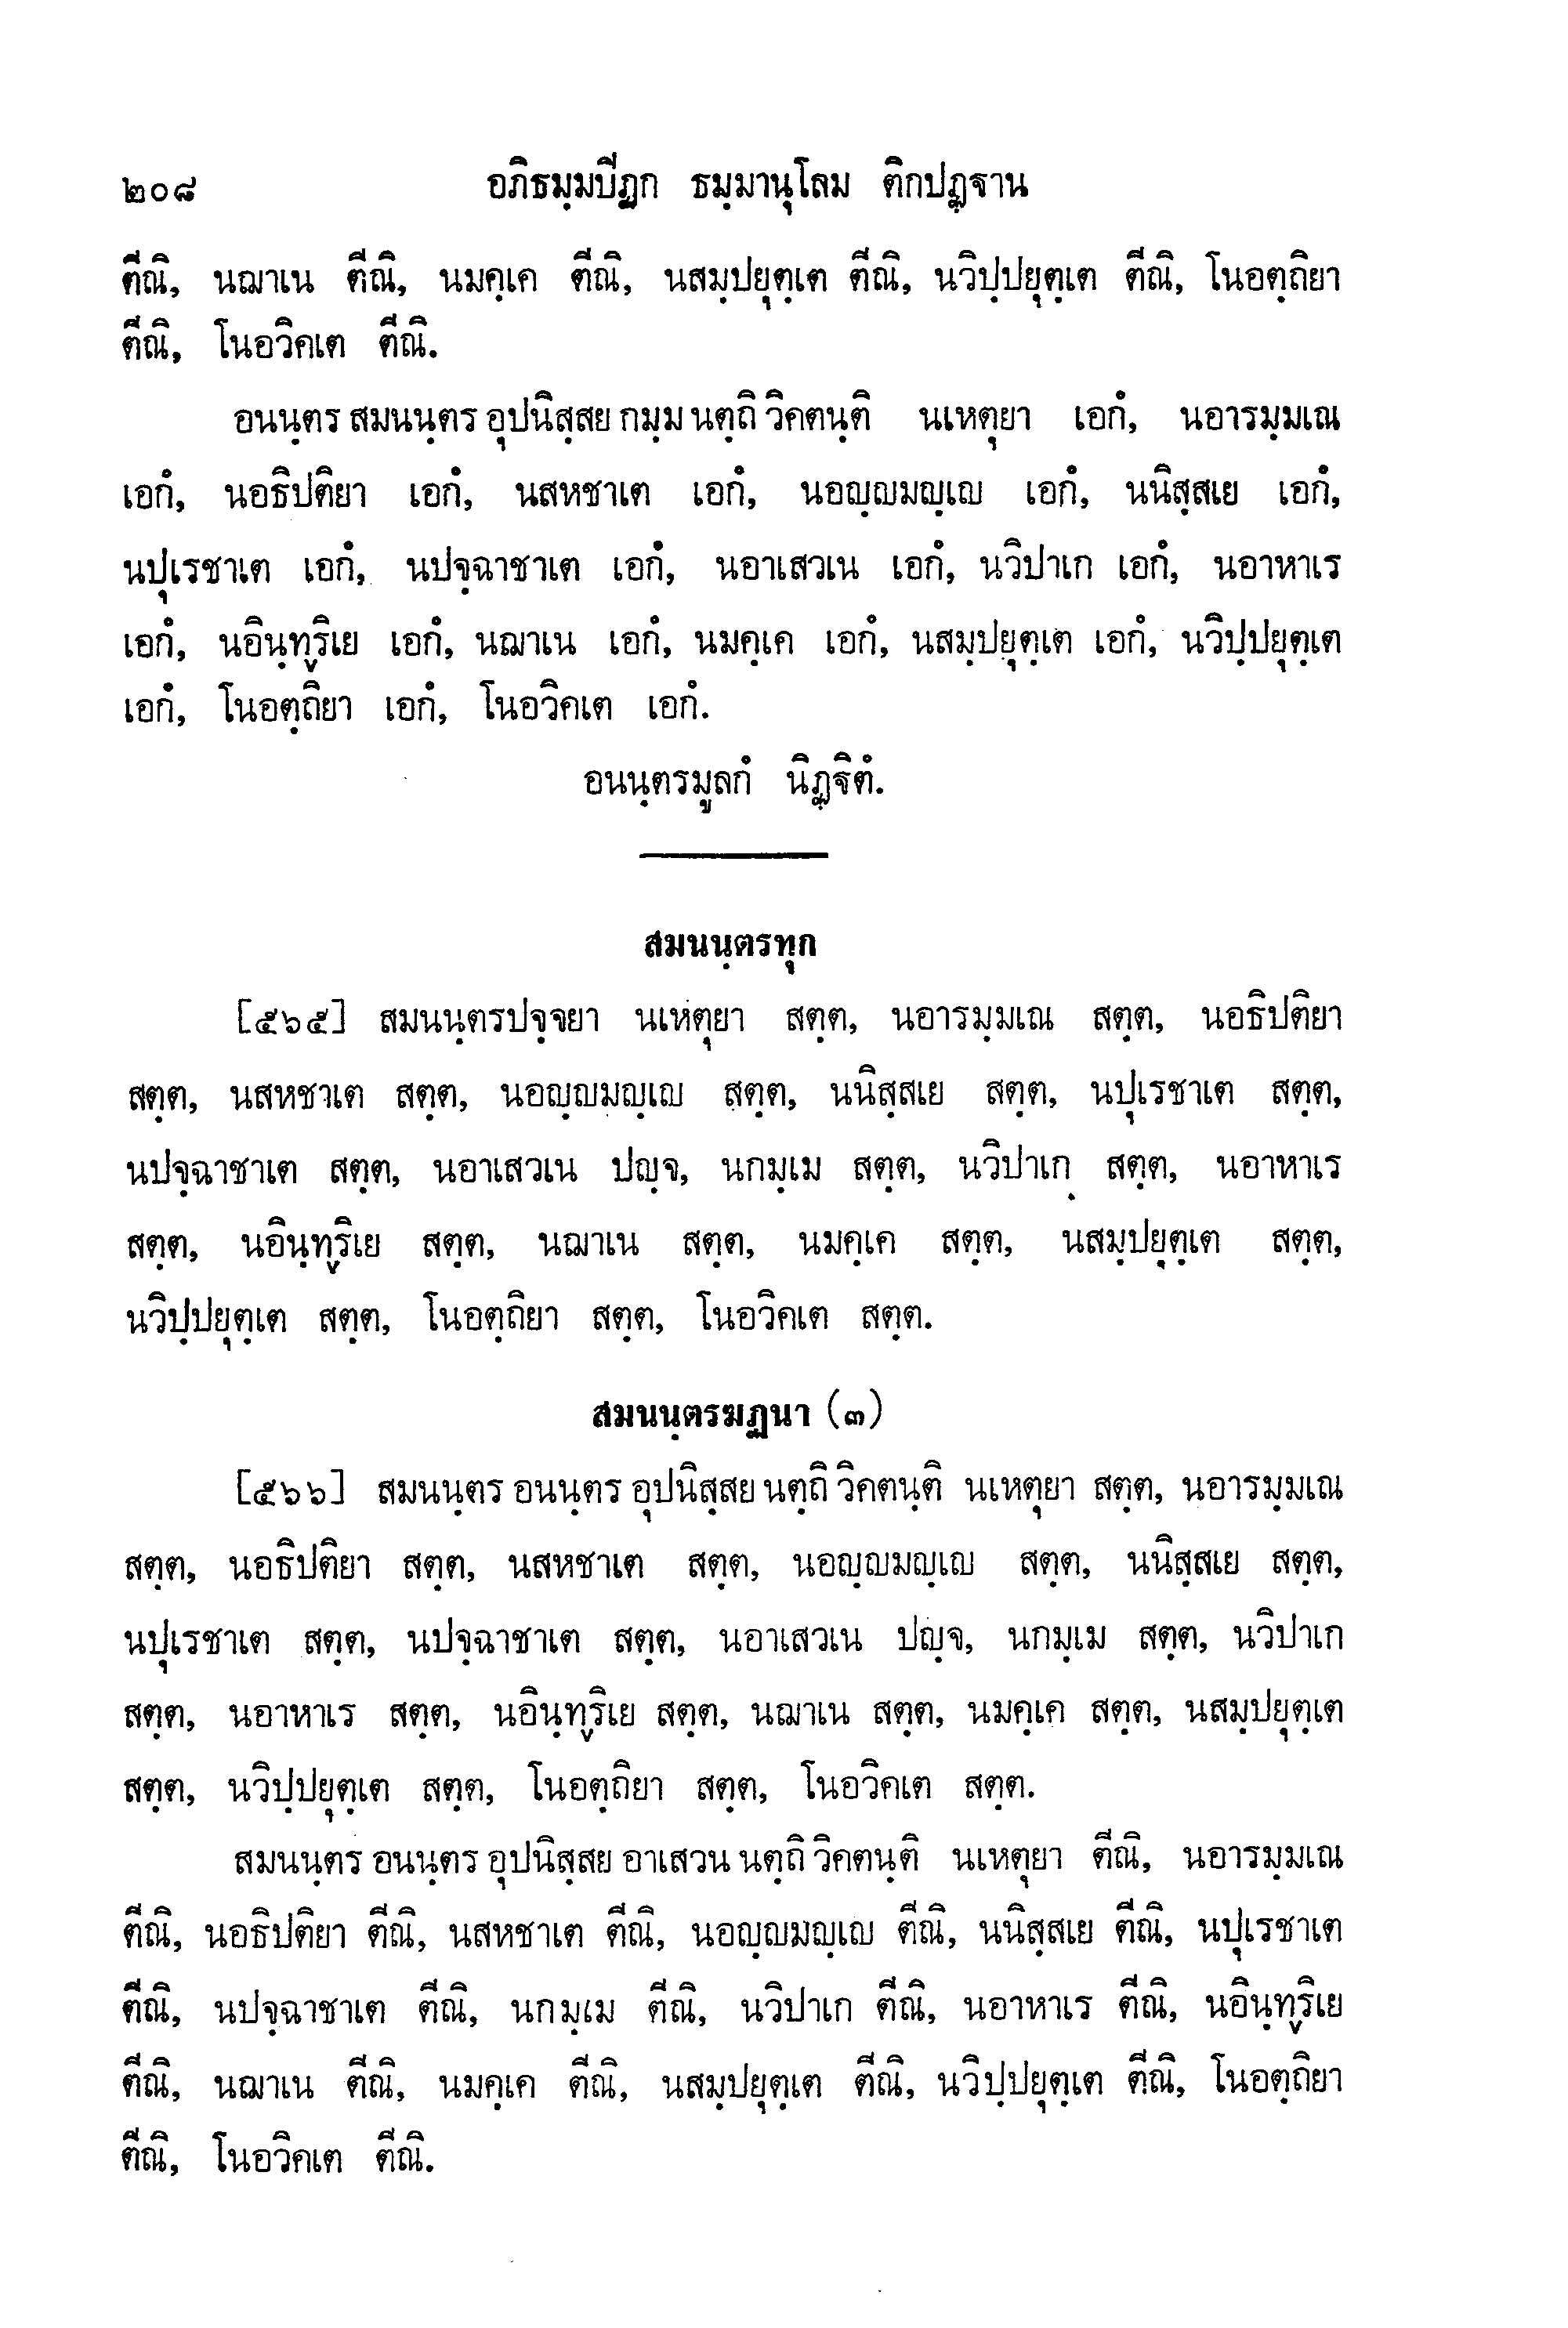 ๒๐๘ อภิธมฺมปีฏก ธมฺมานุโลม ติกปฏฺฐาน
ตีณิ, นฌาเน ตีณิ, นมคฺเค ตีณิ, นสมฺปยุตฺเต ตีณิ, นวิปฺปยุตฺเต ตีณิ, โนอตฺถิยา
ตีณิ, โนอวิคเต ตีณิ.
อนนฺตร สมนนฺตร อุปนิสฺสย กมฺม นตฺถิ วิคตนฺติ นเหตุยา เอกํ, นอารมฺมเณ
เอกํ, นอธิปติยา เอกํ, นสหชาเต เอกํ, นอญฺญมญฺเญ เอกํ, นนิสฺสเย เอกํ,
นปุเรชาเต เอกํ, นปจฺฉาชาเต เอกํ, นอาเสวเน เอกํ, นวิปาเก เอกํ, นอาหาเร
เอกํ, นอินฺทฺริเย เอกํ, นฌาเน เอกํ, นมคฺเค เอกํ, นสมฺปยุตฺเต เอกํ, นวิปฺปยุตฺเต
เอกํ, โนอตฺถิยา เอกํ, โนอวิคเต เอกํ.
อนนฺตรมูลกํ นิฏฺฐิตํ.
สมนนฺตรทุก
[๕๖๕] สมนนฺตรปจฺจยา นเหตุยา สตฺต, นอารมฺมเณ สตฺต, นอธิปติยา
สตฺต, นสหชาเต สตฺต, นอญฺญมญฺเญ สตฺต, นนิสฺสเย สตฺต, นปุเรชาเต สตฺต,
นปจฺฉาชาเต สตฺต, นอาเสวเน ปญฺจ, นกมฺเม สตฺต, นวิปาเก สตฺต, นอาหาเร
สตฺต, นอินฺทฺริเย สตฺต, นฌาเน สตฺต, นมคฺเค สตฺต, นสมฺปยุตฺเต สตฺต,
นวิปฺปยุตฺเต สตฺต, โนอตฺถิยา สตฺต, โนอวิคเต สตฺต.
สมนนฺตรฆฏนา (๓)
[๕๖๖] สมนนฺตร อนนฺตร อุปนิสฺสย นตฺถิ วิคตนฺติ นเหตุยา สตฺต, นอารมฺมเณ
สตฺต, นอธิปติยา สตฺต, นสหชาเต สตฺต, นอญฺญมญฺเญ สตฺต, นนิสฺสเย สตฺต,
นปุเรชาเต สตฺต, นปจฺฉาชาเต สตฺต, นอาเสวเน ปญฺจ, นกมฺเม สตฺต, นวิปาเก
สตฺต, นอาหาเร สตฺต, นอินฺทฺริเย สตฺต, นฌาเน สตฺต, นมคฺเค สตฺต, นสมฺปยุตฺเต
สตฺต, นวิปฺปยุตฺเต สตฺต, โนอตฺถิยา สตฺต, โนอวิคเต สตฺต.
สมนนฺตร อนนฺตร อุปนิสฺสย อาเสวน นตฺถิ วิคตนฺติ นเหตุยา ตีณิ, นอารมฺมเณ
ตีณิ, นอธิปติยา ตีณิ, นสหชาเต ตีณิ, นอญฺญมญฺเญ ตีณิ, นนิสฺสเย ตีณิ, นปุเรชาเต
ตีณิ, นปจฺฉาชาเต ตีณิ, นกมฺเม ตีณิ, นวิปาเก ตีณิ, นอาหาเร ตีณิ, นอินฺทฺริเย
ตีณิ, นฌาเน ตีณิ, นมคฺเค ตีณิ, นสมฺปยุตฺเต ตีณิ, นวิปฺปยุตฺเต ตีณิ, โนอตฺถิยา
ตีณิ, โนอวิคเต ตีณิ.